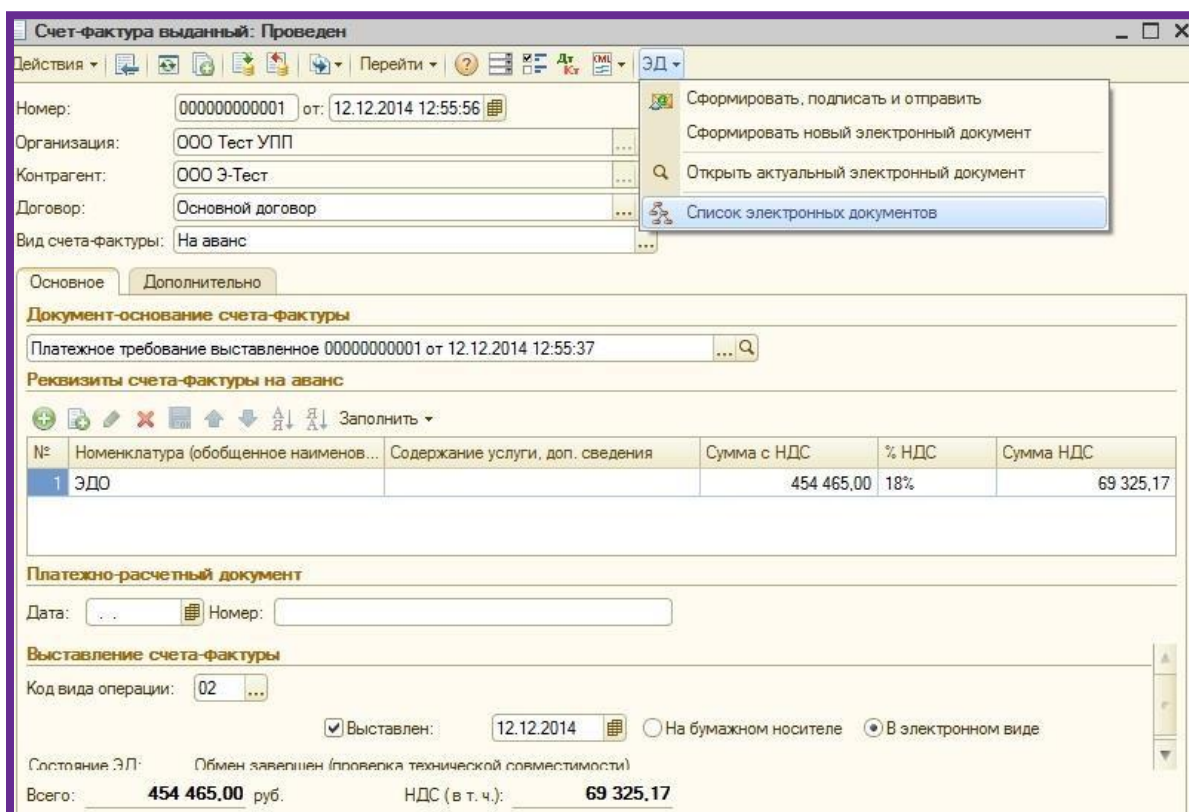 Счет-фактура выданный: Проведен
Действия Перейти Дт Кт XML ЭД
Сформировать, подписать и отправить
Сформировать новый электронный документ
Открыть актуальный электронный документ
Список электронных документов
Номер: 000000000001 от: 12.12.2014 12:55:56
Организация: ООО Тест УПП ...
Контрагент: ООО Э-Тест ...
Договор: Основной договор ...
Вид счета-фактуры: На аванс ...
Основное Дополнительно
Документ-основание счета-фактуры
Платежное требование выставленное 00000000001 от 12.12.2014 12:55:37 ...
Реквизиты счета-фактуры на аванс
Заполнить
№ Номенклатура (обобщенное наименов... Содержание услуги, доп. сведения Сумма с НДС % НДС Сумма НДС
1 ЭДО 454 465,00 18% 69 325,17
Платежно-расчетный документ
Дата: . . Номер:
Выставление счета-фактуры
Код вида операции: 02 ...
Выставлен: 12.12.2014 На бумажном носителе В электронном виде
Состояние ЭД: Обмен завершен (проверка технической совместимости)
Всего: 454 465,00 руб. НДС (в т. ч.): 69 325,17